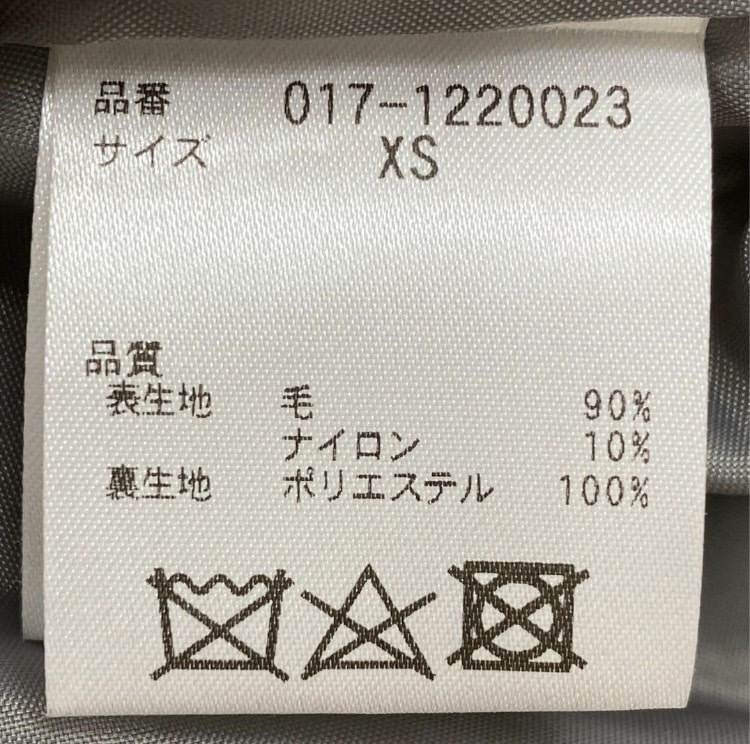 品番 017-1220023
サイズ XS
品質
表生地 毛 90%
ナイロン 10%
裏生地 ポリエステル 100%